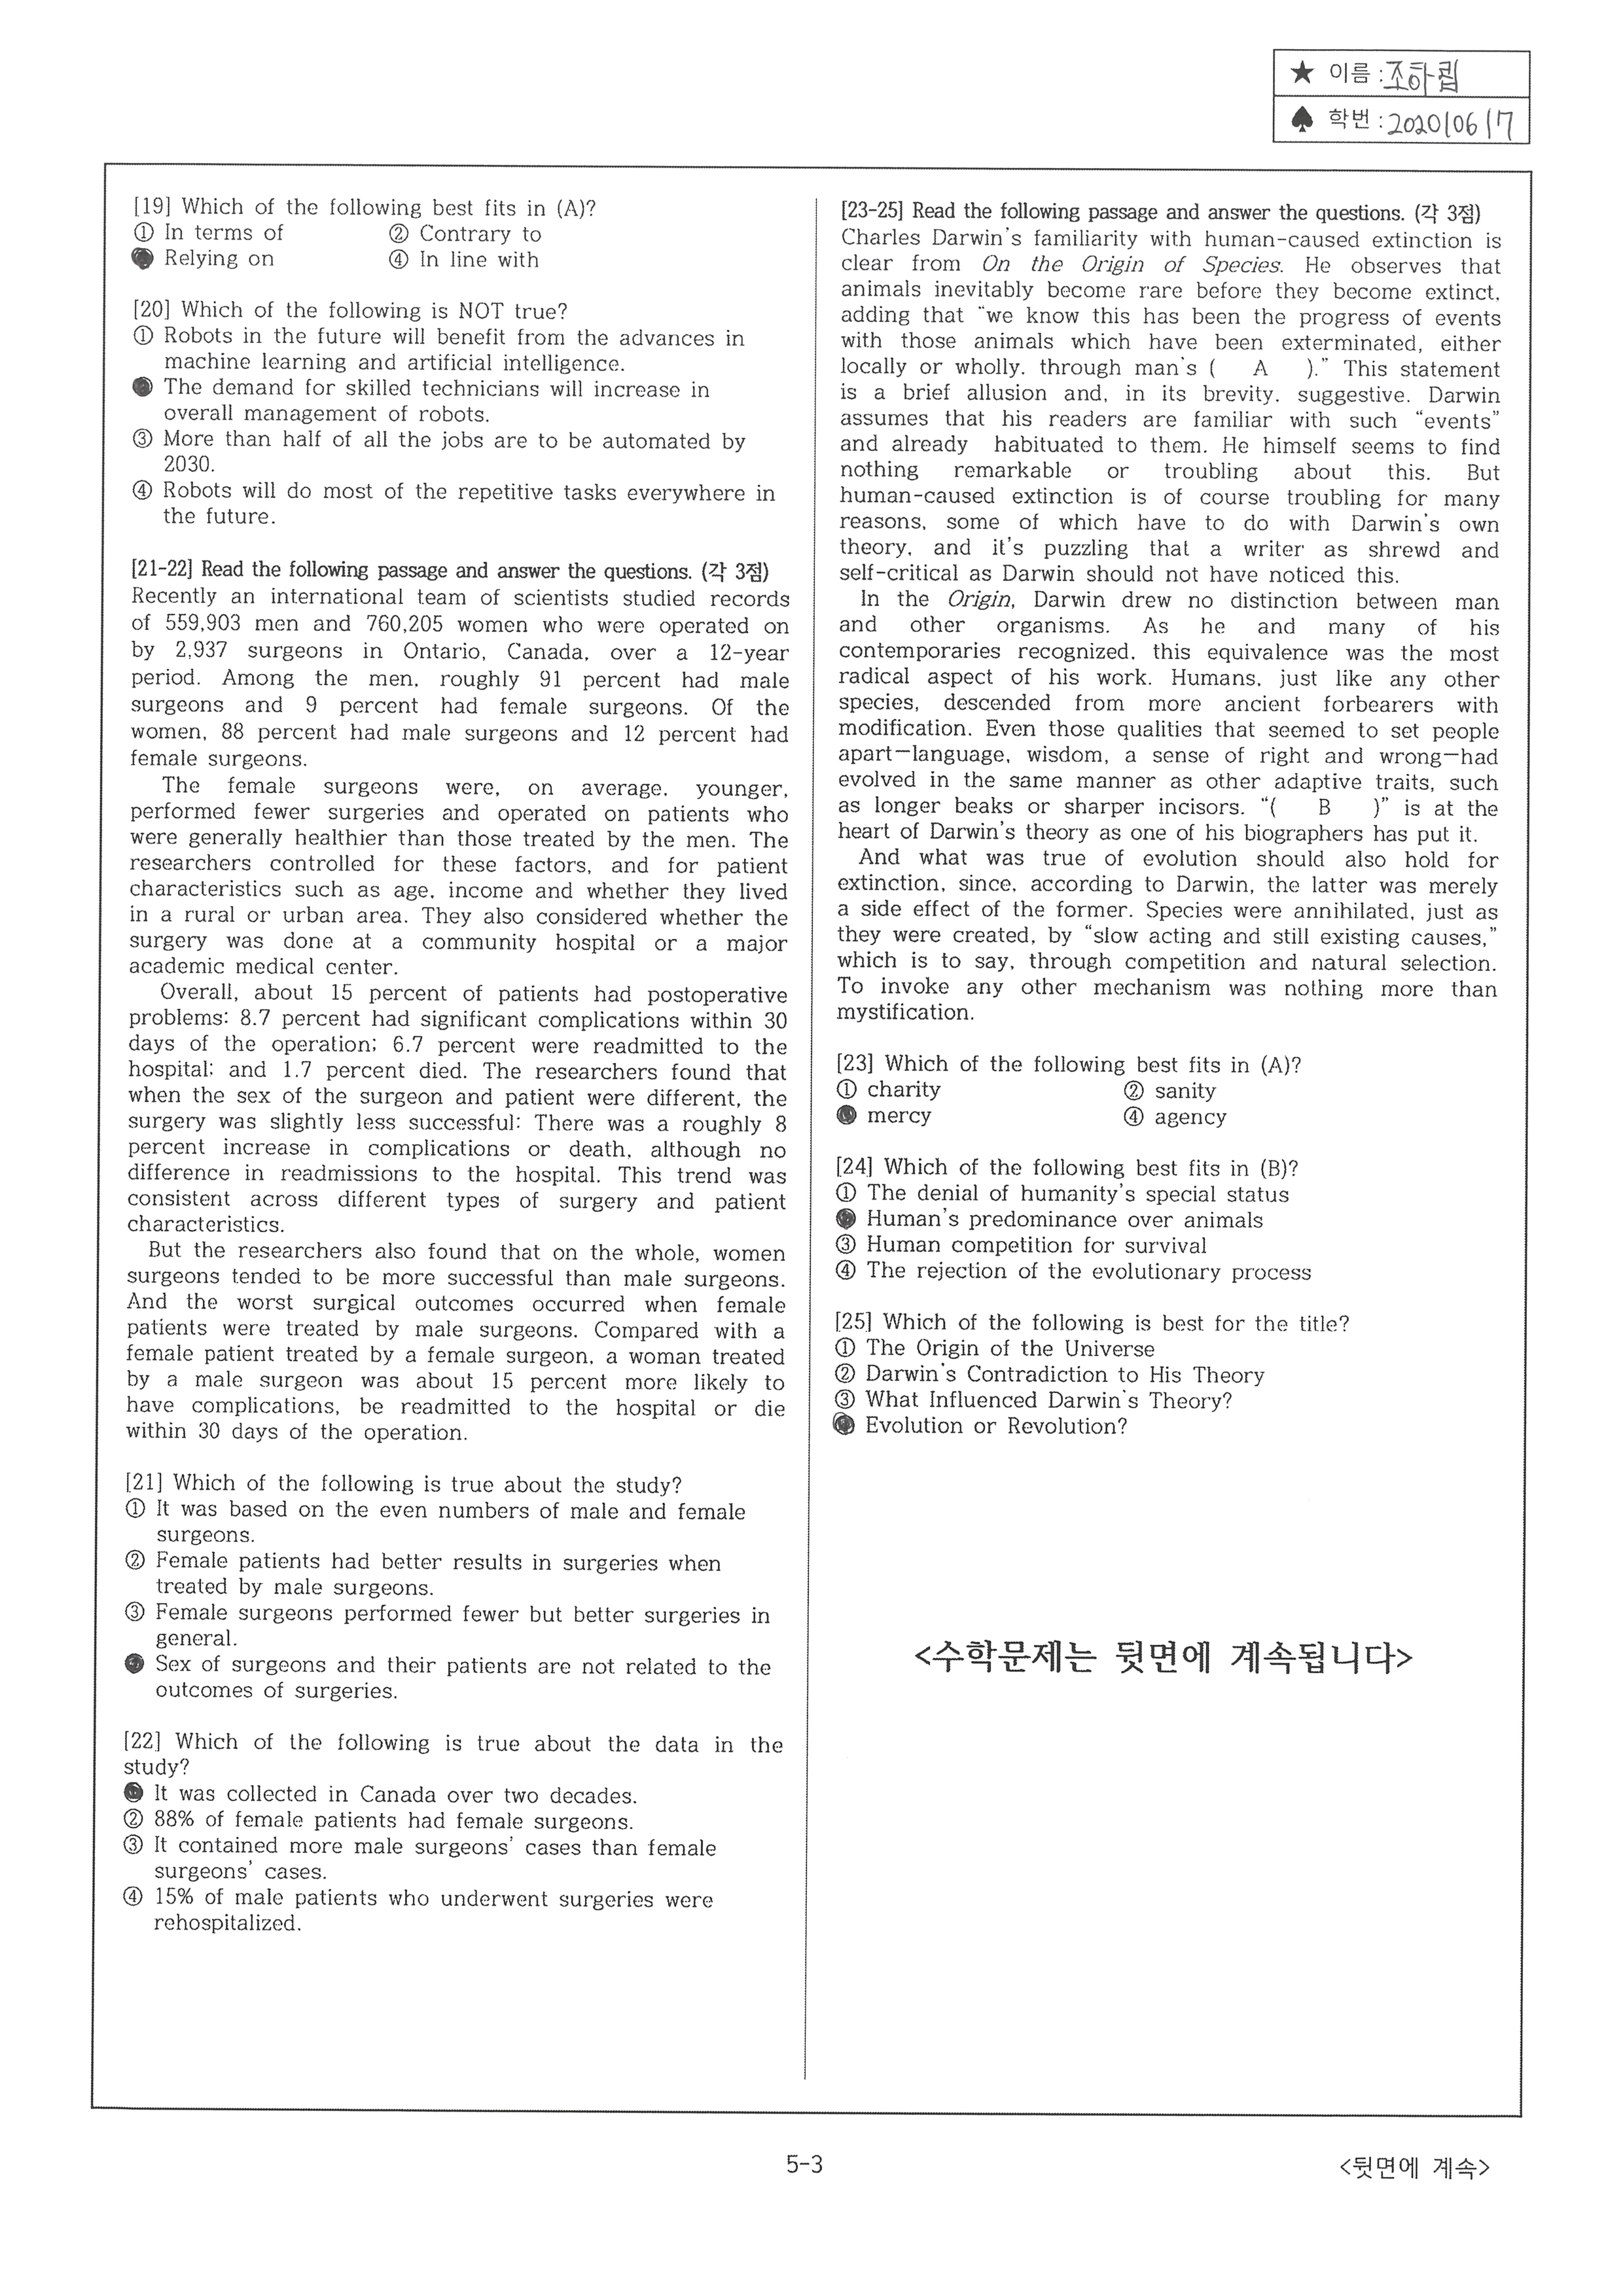 ★ 이름 : 조하림
♠ 학번 : 2020106117
[19] Which of the following best fits in (A)?
① In terms of ② Contrary to
Relying on ④ In line with
[20] Which of the following is NOT true?
① Robots in the future will benefit from the advances in
machine learning and artificial intelligence.
The demand for skilled technicians will increase in
overall management of robots.
③ More than half of all the jobs are to be automated by
2030.
④ Robots will do most of the repetitive tasks everywhere in
the future.
[21-22] Read the following passage and answer the questions. (각 3점)
Recently an international team of scientists studied records
of 559,903 men and 760,205 women who were operated on
by 2,937 surgeons in Ontario, Canada, over a 12-year
period. Among the men, roughly 91 percent had male
surgeons and 9 percent had female surgeons. Of the
women, 88 percent had male surgeons and 12 percent had
female surgeons.
The female surgeons were, on average, younger,
performed fewer surgeries and operated on patients who
were generally healthier than those treated by the men. The
researchers controlled for these factors, and for patient
characteristics such as age, income and whether they lived
in a rural or urban area. They also considered whether the
surgery was done at a community hospital or a major
academic medical center.
Overall, about 15 percent of patients had postoperative
problems: 8.7 percent had significant complications within 30
days of the operation; 6.7 percent were readmitted to the
hospital; and 1.7 percent died. The researchers found that
when the sex of the surgeon and patient were different, the
surgery was slightly less successful: There was a roughly 8
percent increase in complications or death, although no
difference in readmissions to the hospital. This trend was
consistent across different types of surgery and patient
characteristics.
But the researchers also found that on the whole, women
surgeons tended to be more successful than male surgeons.
And the worst surgical outcomes occurred when female
patients were treated by male surgeons. Compared with a
female patient treated by a female surgeon, a woman treated
by a male surgeon was about 15 percent more likely to
have complications, be readmitted to the hospital or die
within 30 days of the operation.
[21] Which of the following is true about the study?
① It was based on the even numbers of male and female
surgeons.
② Female patients had better results in surgeries when
treated by male surgeons.
③ Female surgeons performed fewer but better surgeries in
general.
Sex of surgeons and their patients are not related to the
outcomes of surgeries.
[22] Which of the following is true about the data in the
study?
It was collected in Canada over two decades.
② 88% of female patients had female surgeons.
③ It contained more male surgeons' cases than female
surgeons' cases.
④ 15% of male patients who underwent surgeries were
rehospitalized.
[23-25] Read the following passage and answer the questions. (각 3점)
Charles Darwin's familiarity with human-caused extinction is
clear from On the Origin of Species. He observes that
animals inevitably become rare before they become extinct,
adding that "we know this has been the progress of events
with those animals which have been exterminated, either
locally or wholly, through man's ( A )." This statement
is a brief allusion and, in its brevity, suggestive. Darwin
assumes that his readers are familiar with such "events"
and already habituated to them. He himself seems to find
nothing remarkable or troubling about this. But
human-caused extinction is of course troubling for many
reasons, some of which have to do with Darwin's own
theory, and it's puzzling that a writer as shrewd and
self-critical as Darwin should not have noticed this.
In the Origin, Darwin drew no distinction between man
and other organisms. As he and many of his
contemporaries recognized, this equivalence was the most
radical aspect of his work. Humans, just like any other
species, descended from more ancient forbearers with
modification. Even those qualities that seemed to set people
apart—language, wisdom, a sense of right and wrong—had
evolved in the same manner as other adaptive traits, such
as longer beaks or sharper incisors. "( B )" is at the
heart of Darwin's theory as one of his biographers has put it.
And what was true of evolution should also hold for
extinction, since, according to Darwin, the latter was merely
a side effect of the former. Species were annihilated, just as
they were created, by "slow acting and still existing causes,"
which is to say, through competition and natural selection.
To invoke any other mechanism was nothing more than
mystification.
[23] Which of the following best fits in (A)?
① charity ② sanity
mercy ④ agency
[24] Which of the following best fits in (B)?
① The denial of humanity's special status
Human's predominance over animals
③ Human competition for survival
④ The rejection of the evolutionary process
[25] Which of the following is best for the title?
① The Origin of the Universe
② Darwin's Contradiction to His Theory
③ What Influenced Darwin's Theory?
Evolution or Revolution?
<수학문제는 뒷면에 계속됩니다>
5-3
<뒷면에 계속>